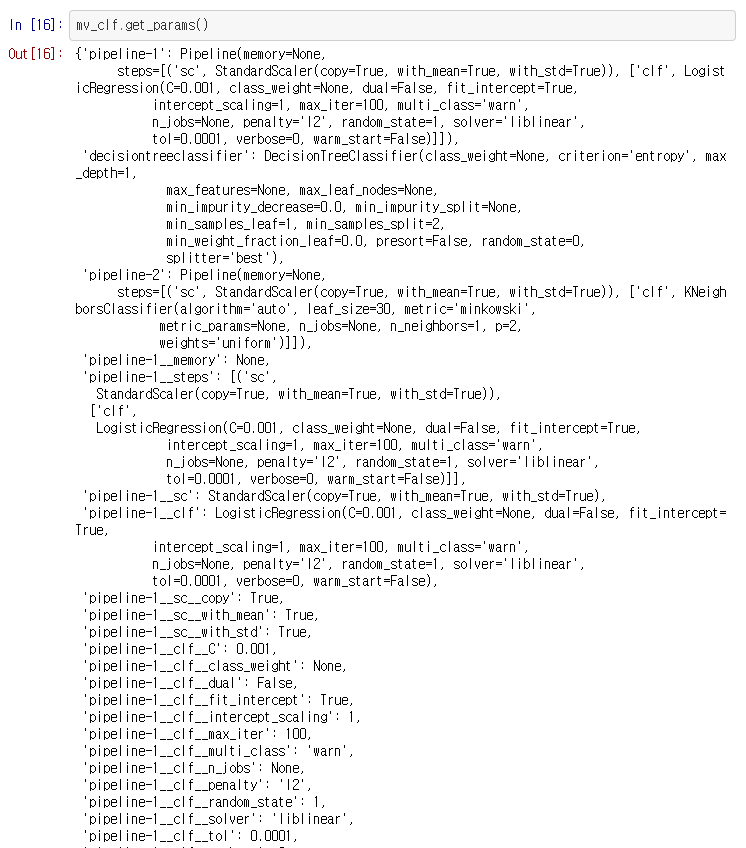 In [16]: mv_clf.get_params()
Out[16]: {'pipeline-1': Pipeline(memory=None,
steps=[('sc', StandardScaler(copy=True, with_mean=True, with_std=True)), ['clf', Logist
icRegression(C=0.001, class_weight=None, dual=False, fit_intercept=True,
intercept_scaling=1, max_iter=100, multi_class='warn',
n_jobs=None, penalty='l2', random_state=1, solver='liblinear',
tol=0.0001, verbose=0, warm_start=False)]]),
'decisiontreeclassifier': DecisionTreeClassifier(class_weight=None, criterion='entropy', max
_depth=1,
max_features=None, max_leaf_nodes=None,
min_impurity_decrease=0.0, min_impurity_split=None,
min_samples_leaf=1, min_samples_split=2,
min_weight_fraction_leaf=0.0, presort=False, random_state=0,
splitter='best'),
'pipeline-2': Pipeline(memory=None,
steps=[('sc', StandardScaler(copy=True, with_mean=True, with_std=True)), ['clf', KNeigh
borsClassifier(algorithm='auto', leaf_size=30, metric='minkowski',
metric_params=None, n_jobs=None, n_neighbors=1, p=2,
weights='uniform')]]),
'pipeline-1__memory': None,
'pipeline-1__steps': [('sc',
StandardScaler(copy=True, with_mean=True, with_std=True)),
['clf',
LogisticRegression(C=0.001, class_weight=None, dual=False, fit_intercept=True,
intercept_scaling=1, max_iter=100, multi_class='warn',
n_jobs=None, penalty='l2', random_state=1, solver='liblinear',
tol=0.0001, verbose=0, warm_start=False)]],
'pipeline-1__sc': StandardScaler(copy=True, with_mean=True, with_std=True),
'pipeline-1__clf': LogisticRegression(C=0.001, class_weight=None, dual=False, fit_intercept=
True,
intercept_scaling=1, max_iter=100, multi_class='warn',
n_jobs=None, penalty='l2', random_state=1, solver='liblinear',
tol=0.0001, verbose=0, warm_start=False),
'pipeline-1__sc__copy': True,
'pipeline-1__sc__with_mean': True,
'pipeline-1__sc__with_std': True,
'pipeline-1__clf__C': 0.001,
'pipeline-1__clf__class_weight': None,
'pipeline-1__clf__dual': False,
'pipeline-1__clf__fit_intercept': True,
'pipeline-1__clf__intercept_scaling': 1,
'pipeline-1__clf__max_iter': 100,
'pipeline-1__clf__multi_class': 'warn',
'pipeline-1__clf__n_jobs': None,
'pipeline-1__clf__penalty': 'l2',
'pipeline-1__clf__random_state': 1,
'pipeline-1__clf__solver': 'liblinear',
'pipeline-1__clf__tol': 0.0001,